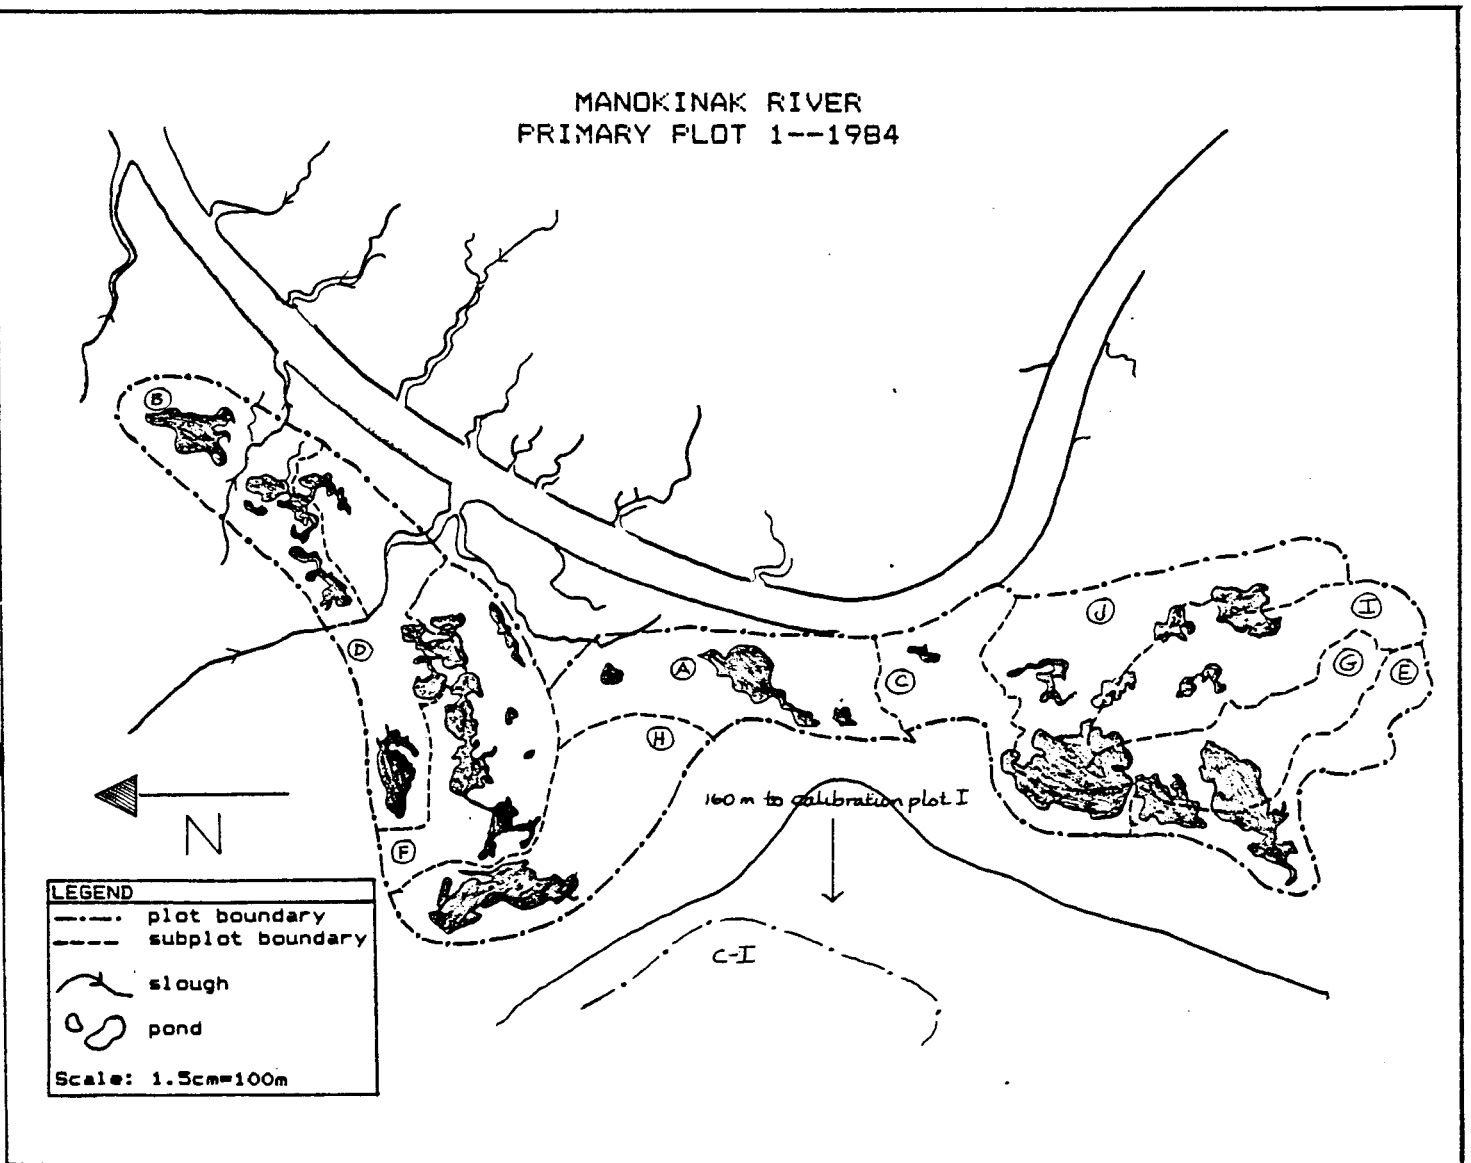 MANOKINAK RIVER
PRIMARY PLOT 1--1984
B
J
I
D
A
C
G
E
H
160 m to calibration plot I
N
F
LEGEND
plot boundary
subplot boundary
C-I
slough
pond
Scale: 1.5cm=100m